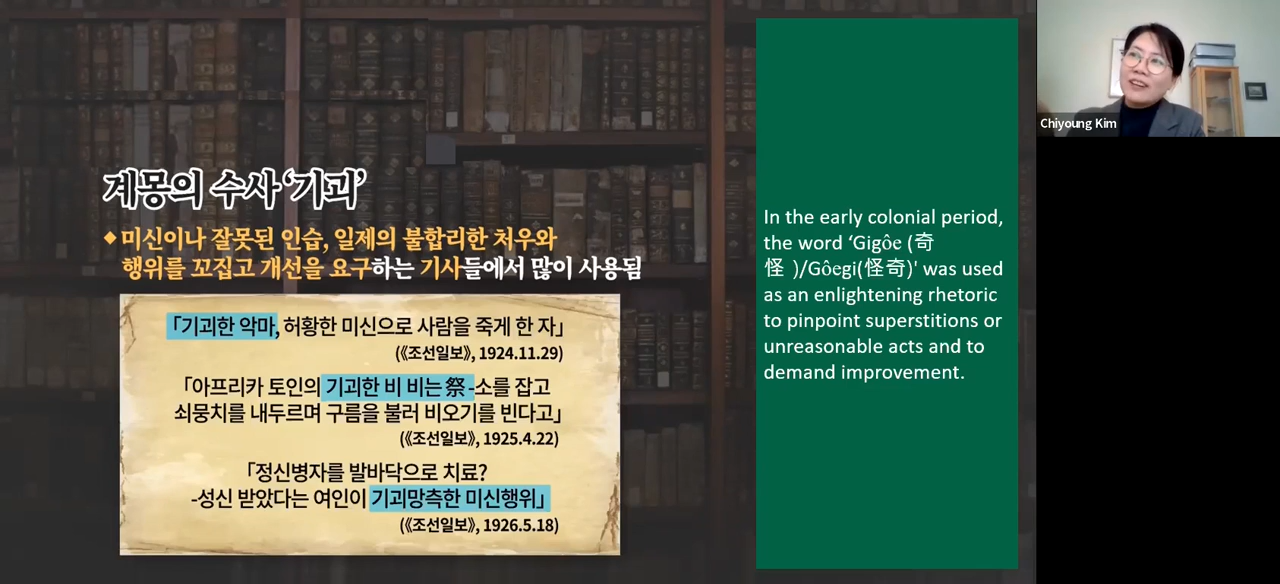 계몽의 수사 ‘기괴’
◆미신이나 잘못된 인습, 일제의 불합리한 처우와
행위를 꼬집고 개선을 요구하는 기사들에서 많이 사용됨
「기괴한 악마, 허황한 미신으로 사람을 죽게 한 자」
(《조선일보》, 1924.11.29)
「아프리카 토인의 기괴한 비 비는 祭-소를 잡고
쇠뭉치를 내두르며 구름을 불러 비오기를 빈다고」
(《조선일보》, 1925.4.22)
「정신병자를 발바닥으로 치료?
-성신 받았다는 여인이 기괴망측한 미신행위」
(《조선일보》, 1926.5.18)
In the early colonial period,
the word ‘Gigôe (奇
怪 )/Gôegi(怪奇)' was used
as an enlightening rhetoric
to pinpoint superstitions or
unreasonable acts and to
demand improvement.
Chiyoung Kim